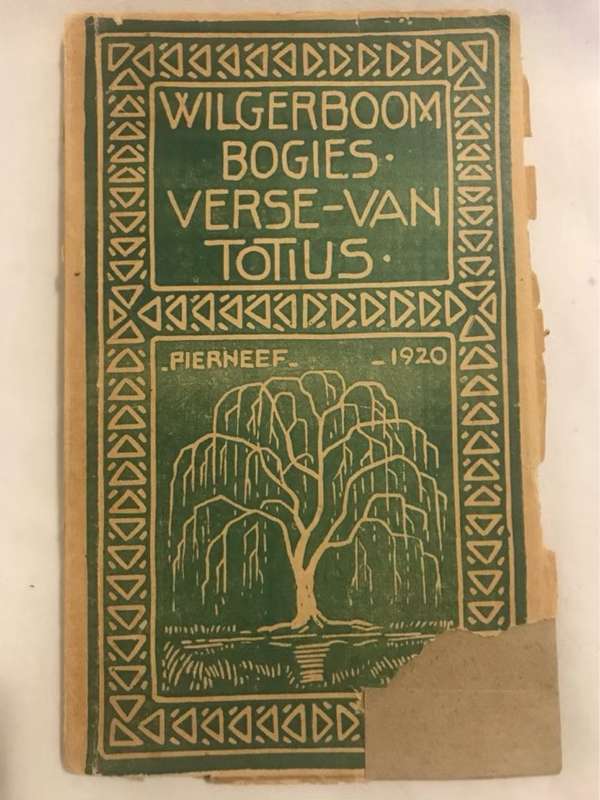 WILGERBOOM
BOGIES·
VERSE-VAN
TOTIUS·
-PIERNEEF- -1920